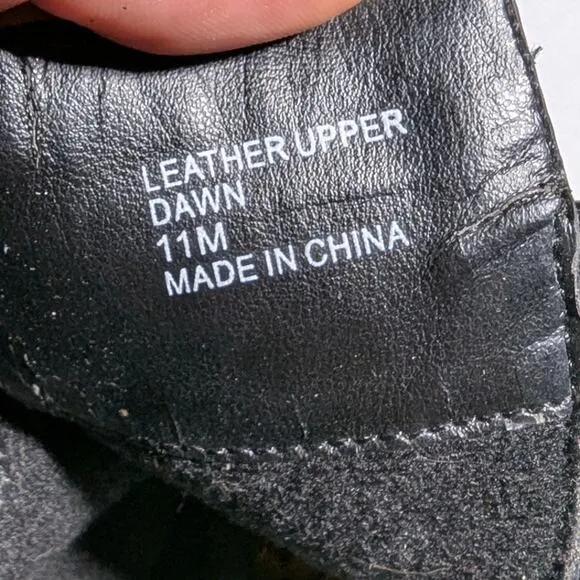 LEATHER UPPER
DAWN
11M
MADE IN CHINA